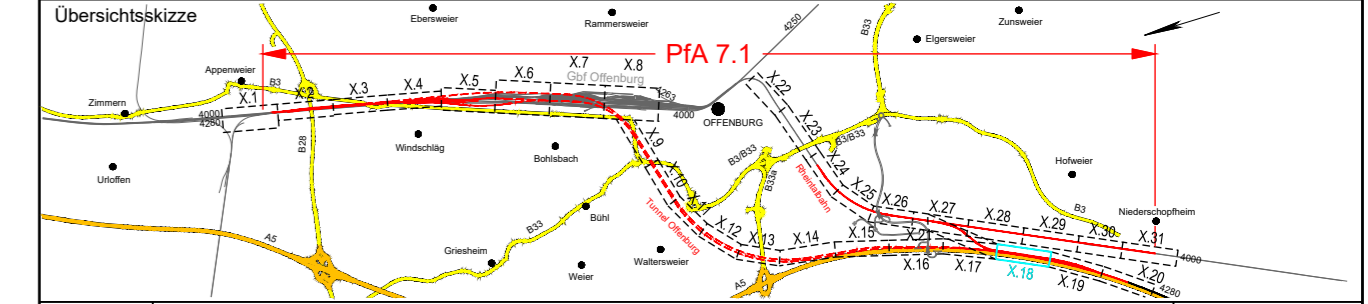 Übersichtsskizze
Ebersweier
Rammersweier
4250
B33
Zunsweier
Elgersweier
PfA 7.1
Appenweier
B3
Zimmern
4000
4280
X.1
X.2
X.3
X.4
X.5
X.6
X.7
X.8
Gbf Offenburg
4263
4000
OFFENBURG
X.22
X.23
X.24
X.25
X.26
X.27
X.28
X.29
X.30
X.31
Rheintalbahn
B3/B33
B3/B33
B33a
B28
Windschläg
Bohlsbach
Hofweier
B3
Niederschopfheim
4000
Urloffen
X.9
X.10
X.11
X.12
X.13
X.14
X.15
X.21
X.16
X.17
X.18
X.19
X.20
4280
Tunnel Offenburg
Bühl
B33
Griesheim
Weier
Waltersweier
A5
A5